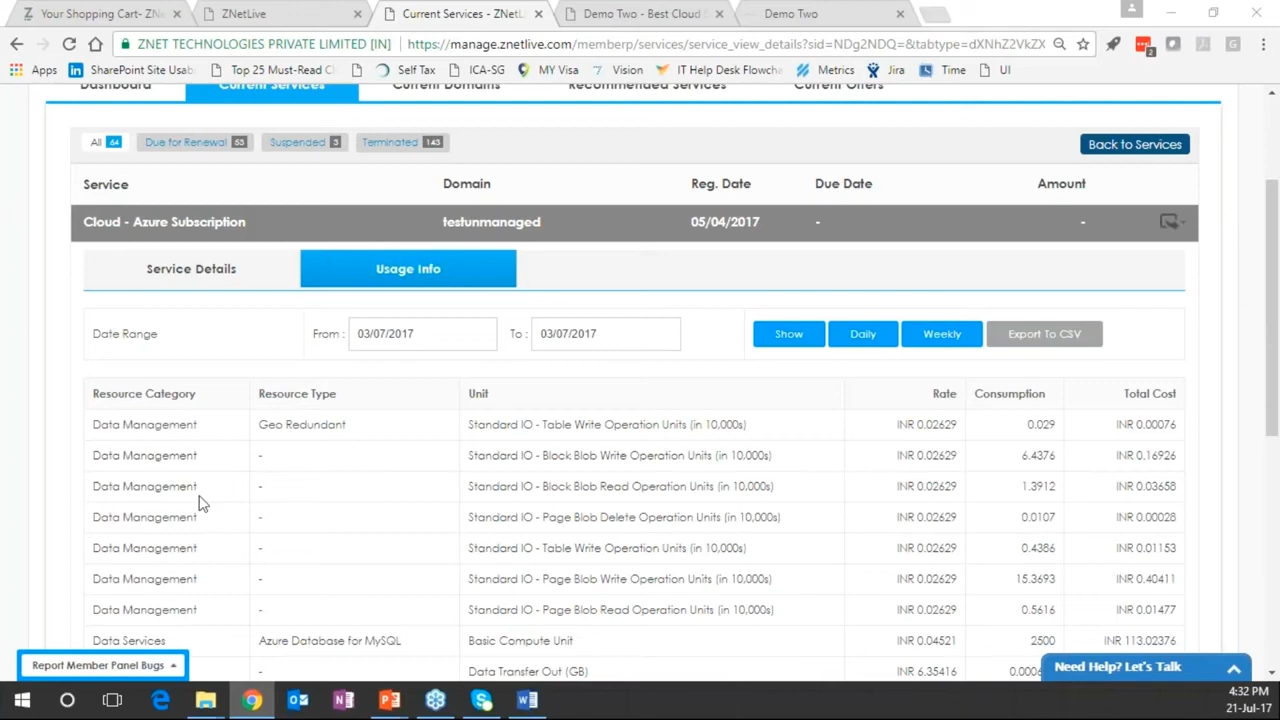 Your Shopping Cart- ZNet
ZNetLive
Current Services - ZNetL
Demo Two - Best Cloud
Demo Two
ZNET TECHNOLOGIES PRIVATE LIMITED [IN] https://manage.znetlive.com/memberp/services/service_view_details?sid=NDg2NDQ=&tabtype=dXNhZ2VkZX
Apps SharePoint Site Usab Top 25 Must-Read C Self Tax ICA-SG MY Visa Vision IT Help Desk Flowcha Metrics Jira Time UI
Dashboard Current Services Current Domains Recommended Services Current Offers
All 64 Due for Renewal 53 Suspended 3 Terminated 143 Back to Services
Service Domain Reg. Date Due Date Amount
Cloud - Azure Subscription testunmanaged 05/04/2017 - -
Service Details Usage Info
Date Range From : 03/07/2017 To : 03/07/2017 Show Daily Weekly Export To CSV
Resource Category Resource Type Unit Rate Consumption Total Cost
Data Management Geo Redundant Standard IO - Table Write Operation Units (in 10,000s) INR 0.02629 0.029 INR 0.00076
Data Management - Standard IO - Block Blob Write Operation Units (in 10,000s) INR 0.02629 6.4376 INR 0.16926
Data Management - Standard IO - Block Blob Read Operation Units (in 10,000s) INR 0.02629 1.3912 INR 0.03658
Data Management - Standard IO - Page Blob Delete Operation Units (in 10,000s) INR 0.02629 0.0107 INR 0.00028
Data Management - Standard IO - Table Write Operation Units (in 10,000s) INR 0.02629 0.4386 INR 0.01153
Data Management - Standard IO - Page Blob Write Operation Units (in 10,000s) INR 0.02629 15.3693 INR 0.40411
Data Management - Standard IO - Page Blob Read Operation Units (in 10,000s) INR 0.02629 0.5616 INR 0.01477
Data Services Azure Database for MySQL Basic Compute Unit INR 0.04521 2500 INR 113.02376
- Data Transfer Out (GB) INR 6.35416 0.0006
Report Member Panel Bugs
Need Help? Let's Talk
4:32 PM
21-Jul-17